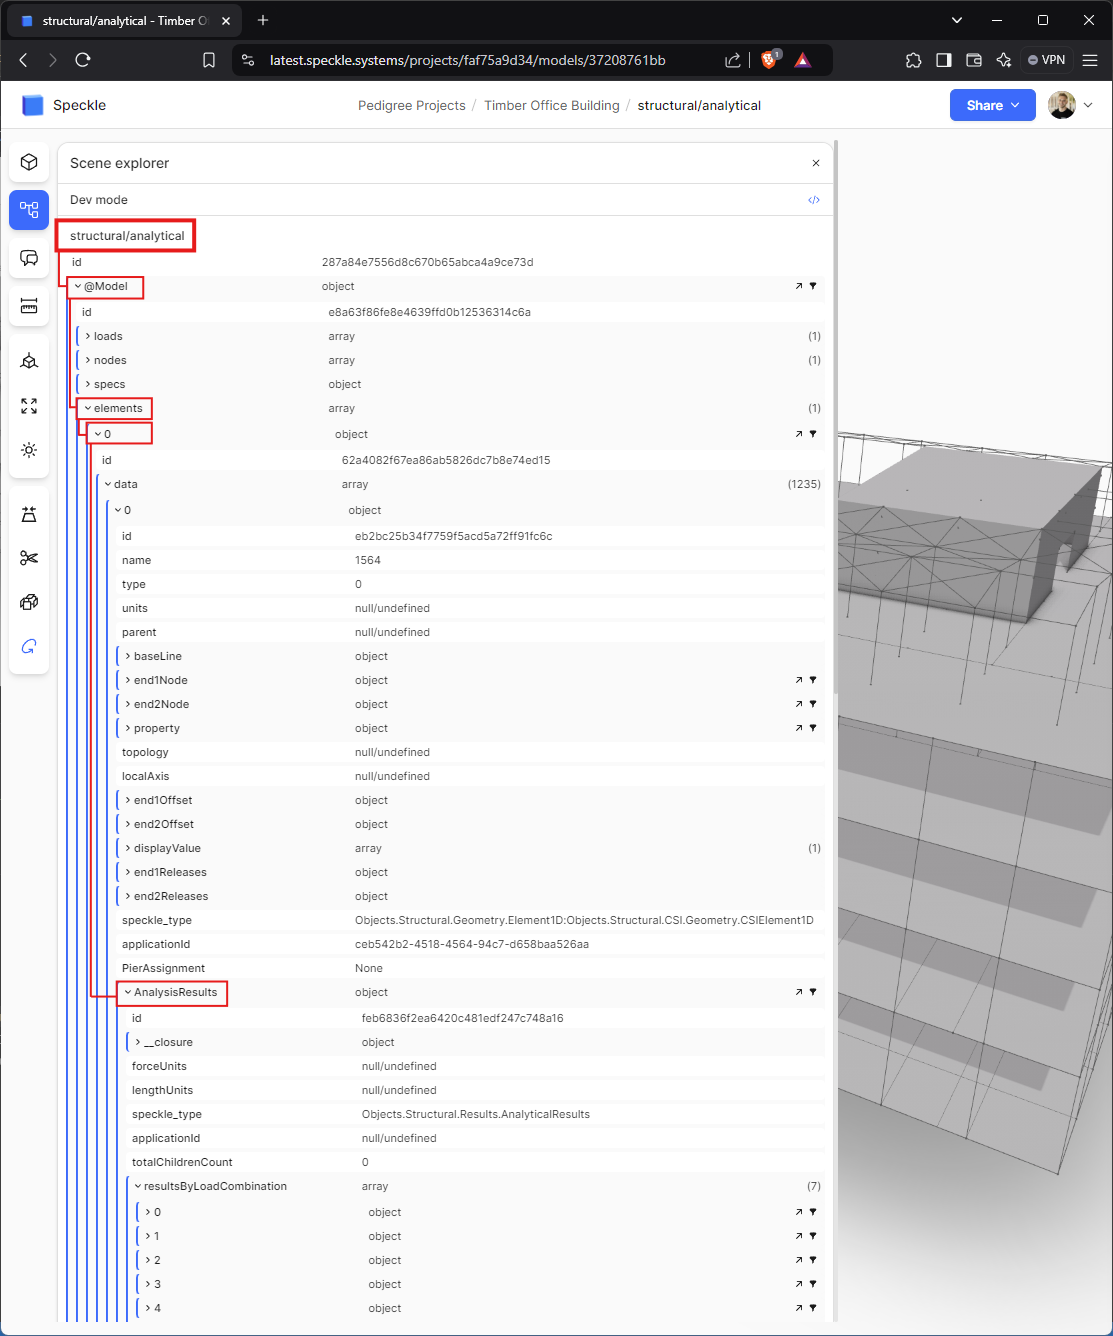 structural/analytical - Timber O
latest.speckle.systems/projects/faf75a9d34/models/37208761bb
1
VPN
Speckle
Pedigree Projects / Timber Office Building / structural/analytical
Share
Scene explorer
Dev mode
</>
structural/analytical
id 287a84e7556d8c670b65abca4a9ce73d
@Model object
id e8a63f86fe8e4639ffd0b12536314c6a
loads array (1)
nodes array (1)
specs object
elements array (1)
0 object
id 62a4082f67ea86ab5826dc7b8e74ed15
data array (1235)
0 object
id eb2bc25b34f7759f5acd5a72ff91fc6c
name 1564
type 0
units null/undefined
parent null/undefined
baseLine object
end1Node object
end2Node object
property object
topology null/undefined
localAxis null/undefined
end1Offset object
end2Offset object
displayValue array (1)
end1Releases object
end2Releases object
speckle_type Objects.Structural.Geometry.Element1D:Objects.Structural.CSI.Geometry.CSIElement1D
applicationId ceb542b2-4518-4564-94c7-d658baa526aa
PierAssignment None
AnalysisResults object
id feb6836f2ea6420c481edf247c748a16
__closure object
forceUnits null/undefined
lengthUnits null/undefined
speckle_type Objects.Structural.Results.AnalyticalResults
applicationId null/undefined
totalChildrenCount 0
resultsByLoadCombination array (7)
0 object
1 object
2 object
3 object
4 object